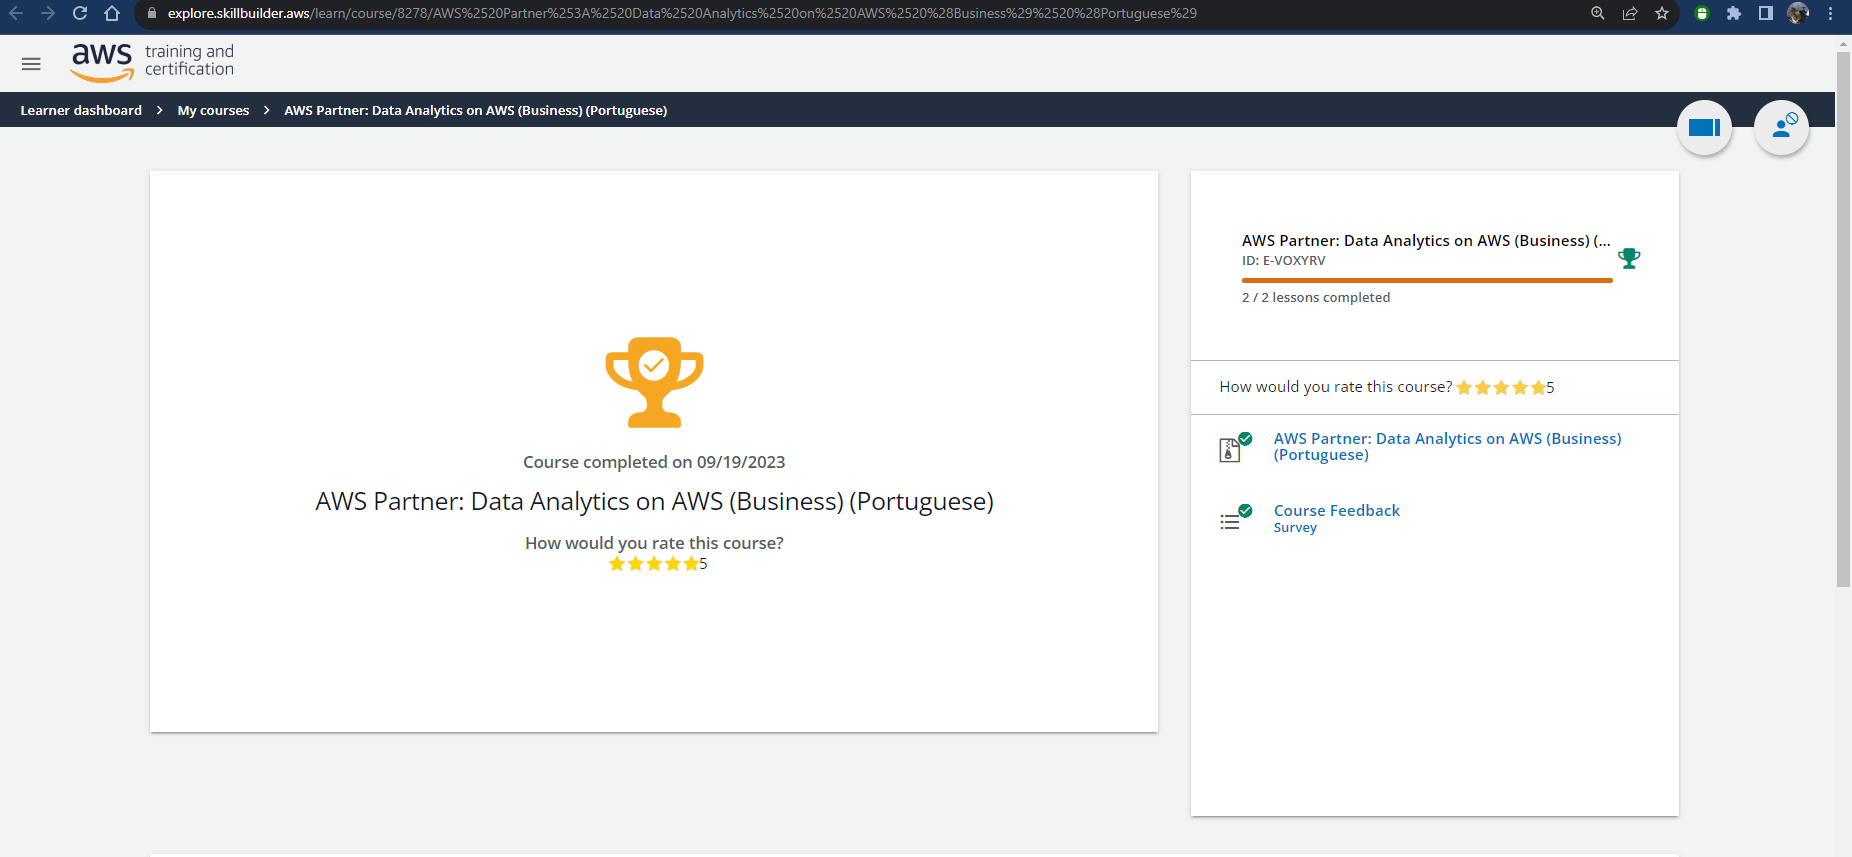 explore.skillbuilder.aws/learn/course/8278/AWS%2520Partner%253A%2520Data%2520Analytics%2520on%2520AWS%2520%28Business%29%2520%28Portuguese%29
aws training and
certification
Learner dashboard > My courses > AWS Partner: Data Analytics on AWS (Business) (Portuguese)
Course completed on 09/19/2023
AWS Partner: Data Analytics on AWS (Business) (Portuguese)
How would you rate this course?
5
AWS Partner: Data Analytics on AWS (Business) (...
ID: E-VOXYRV
2 / 2 lessons completed
How would you rate this course? 5
AWS Partner: Data Analytics on AWS (Business)
(Portuguese)
Course Feedback
Survey